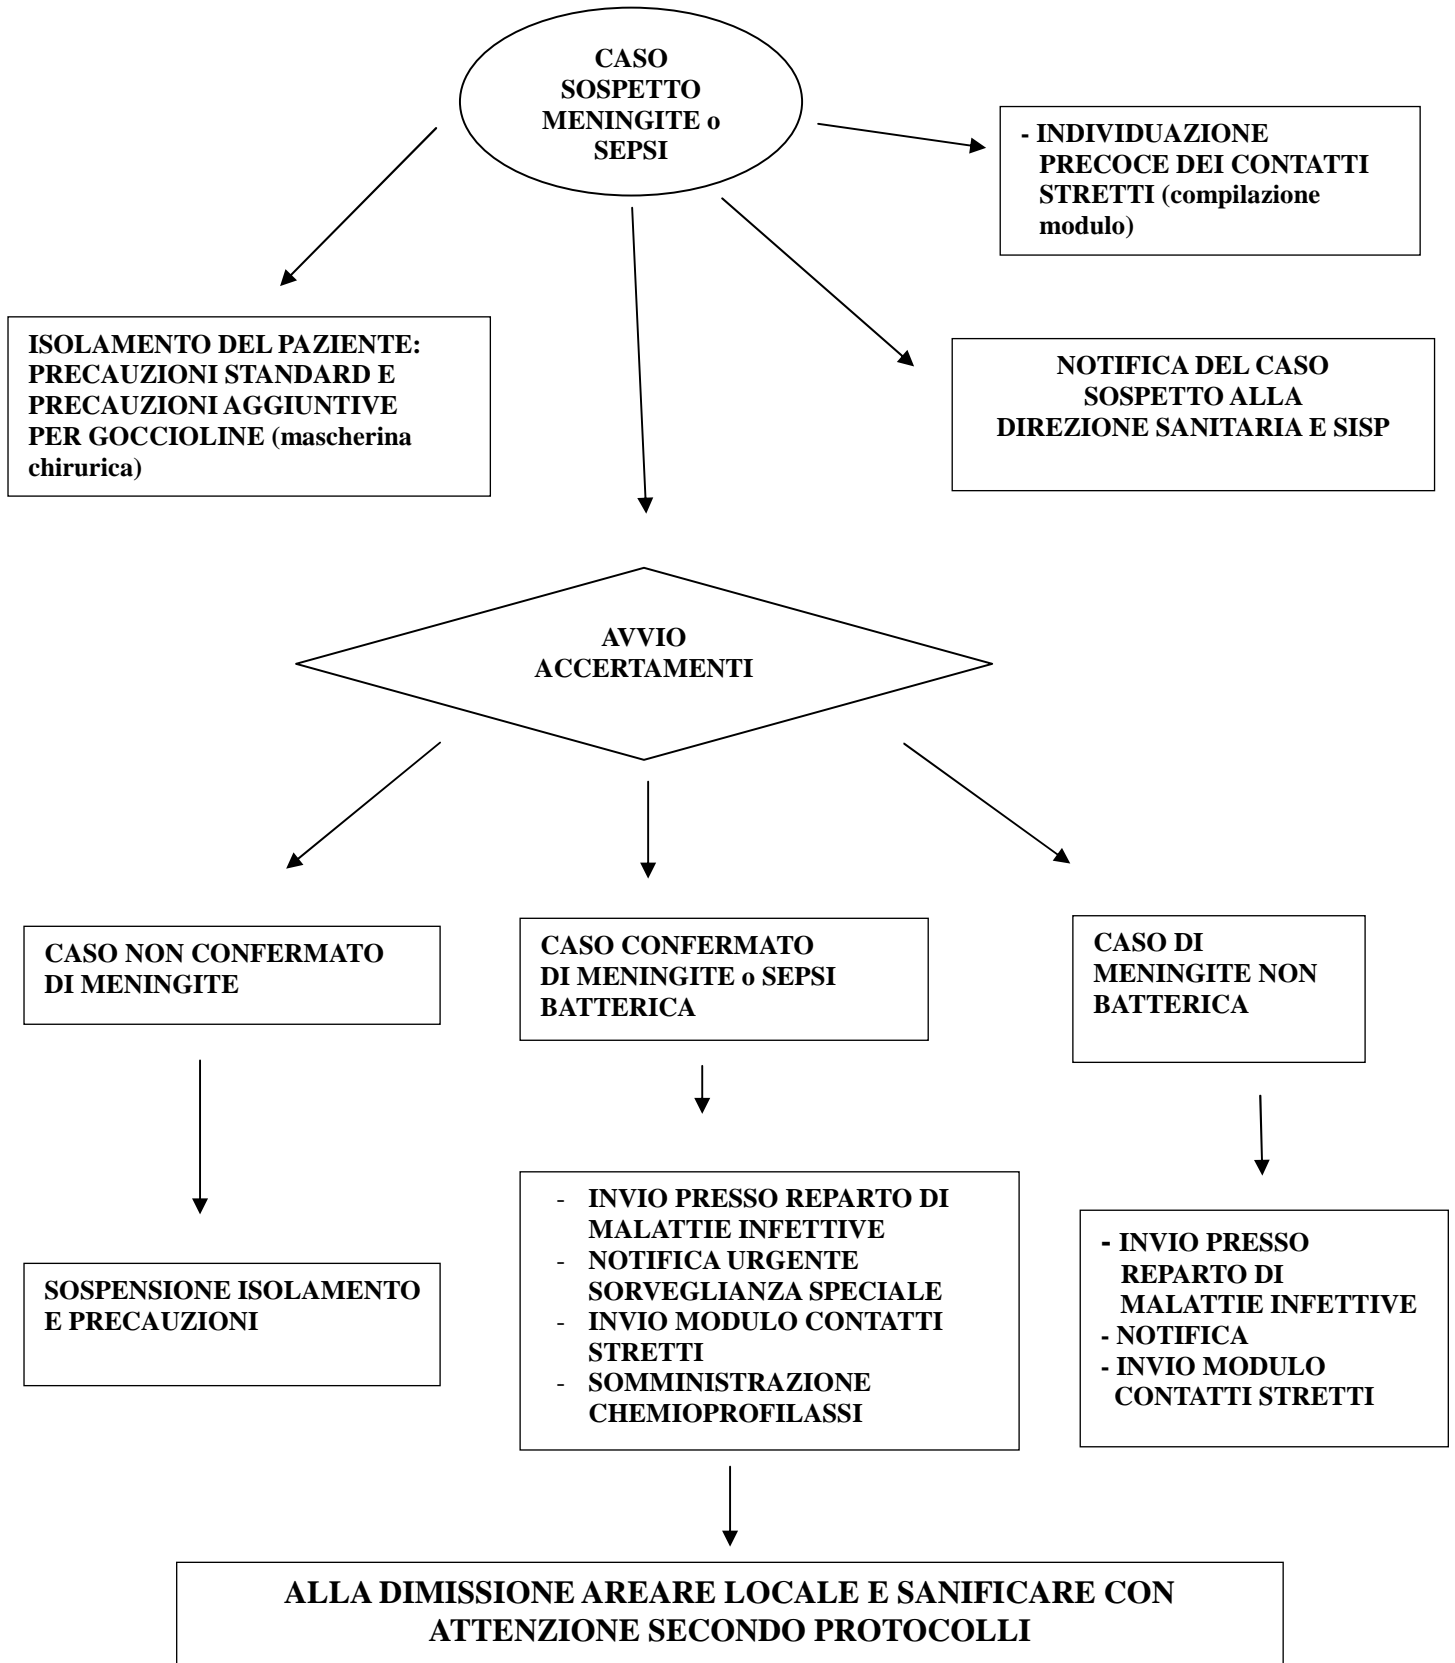 CASO
SOSPETTO
MENINGITE o
SEPSI
- INDIVIDUAZIONE
PRECOCE DEI CONTATTI
STRETTI (compilazione
modulo)
ISOLAMENTO DEL PAZIENTE:
PRECAUZIONI STANDARD E
PRECAUZIONI AGGIUNTIVE
PER GOCCIOLINE (mascherina
chirurica)
NOTIFICA DEL CASO
SOSPETTO ALLA
DIREZIONE SANITARIA E SISP
AVVIO
ACCERTAMENTI
CASO NON CONFERMATO
DI MENINGITE
CASO CONFERMATO
DI MENINGITE o SEPSI
BATTERICA
CASO DI
MENINGITE NON
BATTERICA
SOSPENSIONE ISOLAMENTO
E PRECAUZIONI
- INVIO PRESSO REPARTO DI
MALATTIE INFETTIVE
- NOTIFICA URGENTE
SORVEGLIANZA SPECIALE
- INVIO MODULO CONTATTI
STRETTI
- SOMMINISTRAZIONE
CHEMIOPROFILASSI
- INVIO PRESSO
REPARTO DI
MALATTIE INFETTIVE
- NOTIFICA
- INVIO MODULO
CONTATTI STRETTI
ALLA DIMISSIONE AREARE LOCALE E SANIFICARE CON
ATTENZIONE SECONDO PROTOCOLLI